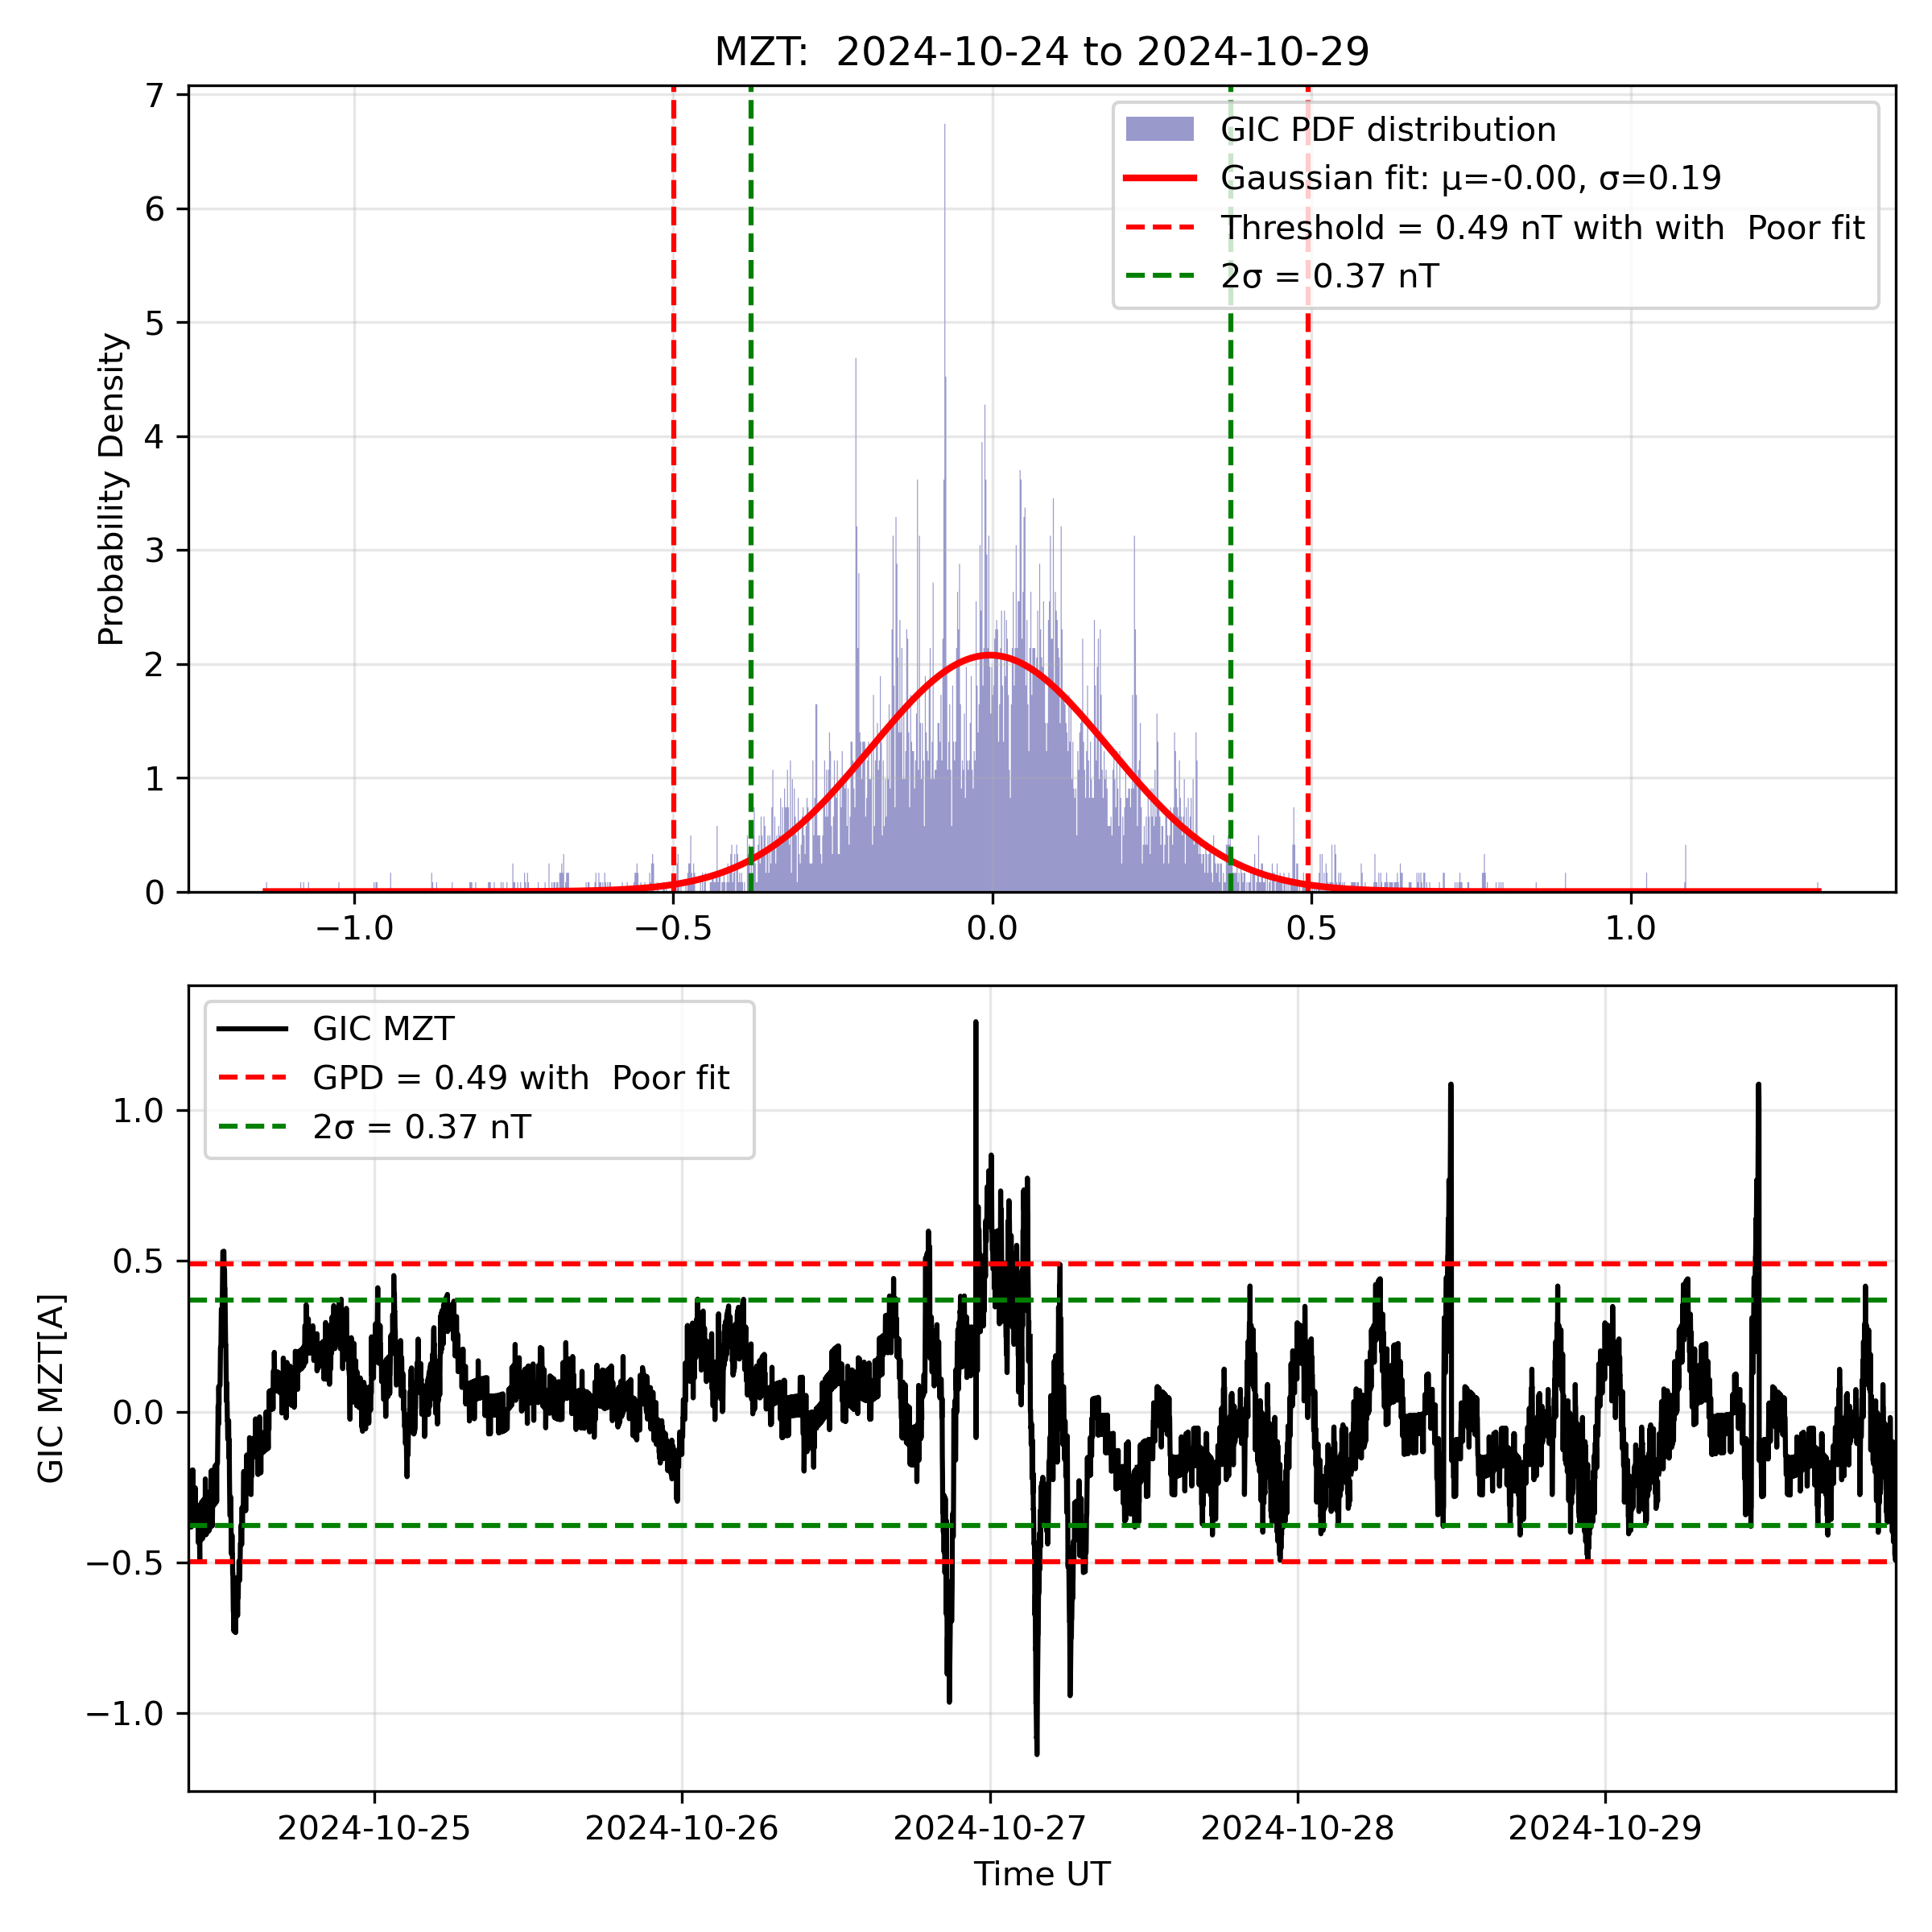 MZT:  2024-10-24 to 2024-10-29
7
6
5
4
3
2
1
0
Probability Density
GIC PDF distribution
Gaussian fit: μ=-0.00, σ=0.19
Threshold = 0.49 nT with with  Poor fit
2σ = 0.37 nT
−1.0
−0.5
0.0
0.5
1.0
GIC MZT
GPD = 0.49 with  Poor fit
2σ = 0.37 nT
1.0
0.5
0.0
−0.5
−1.0
GIC MZT[A]
2024-10-25
2024-10-26
2024-10-27
2024-10-28
2024-10-29
Time UT